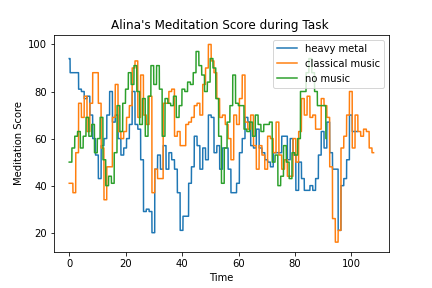 Alina's Meditation Score during Task
heavy metal
classical music
no music
Meditation Score
100
80
60
40
20
0
20
40
60
80
100
Time